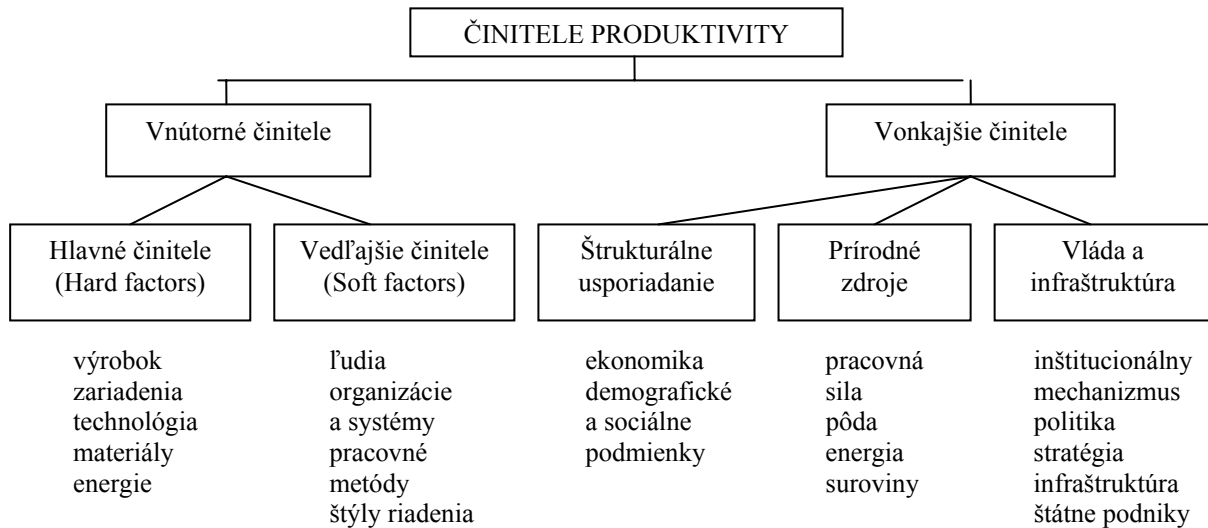 ČINITELE PRODUKTIVITY
Vnútorné činitele
Vonkajšie činitele
Hlavné činitele
(Hard factors)
Vedľajšie činitele
(Soft factors)
Štrukturálne
usporiadanie
Prírodné
zdroje
Vláda a
infraštruktúra
výrobok
zariadenia
technológia
materiály
energie
ľudia
organizácie
a systémy
pracovné
metódy
štýly riadenia
ekonomika
demografické
a sociálne
podmienky
pracovná
sila
pôda
energia
suroviny
inštitucionálny
mechanizmus
politika
stratégia
infraštruktúra
štátne podniky